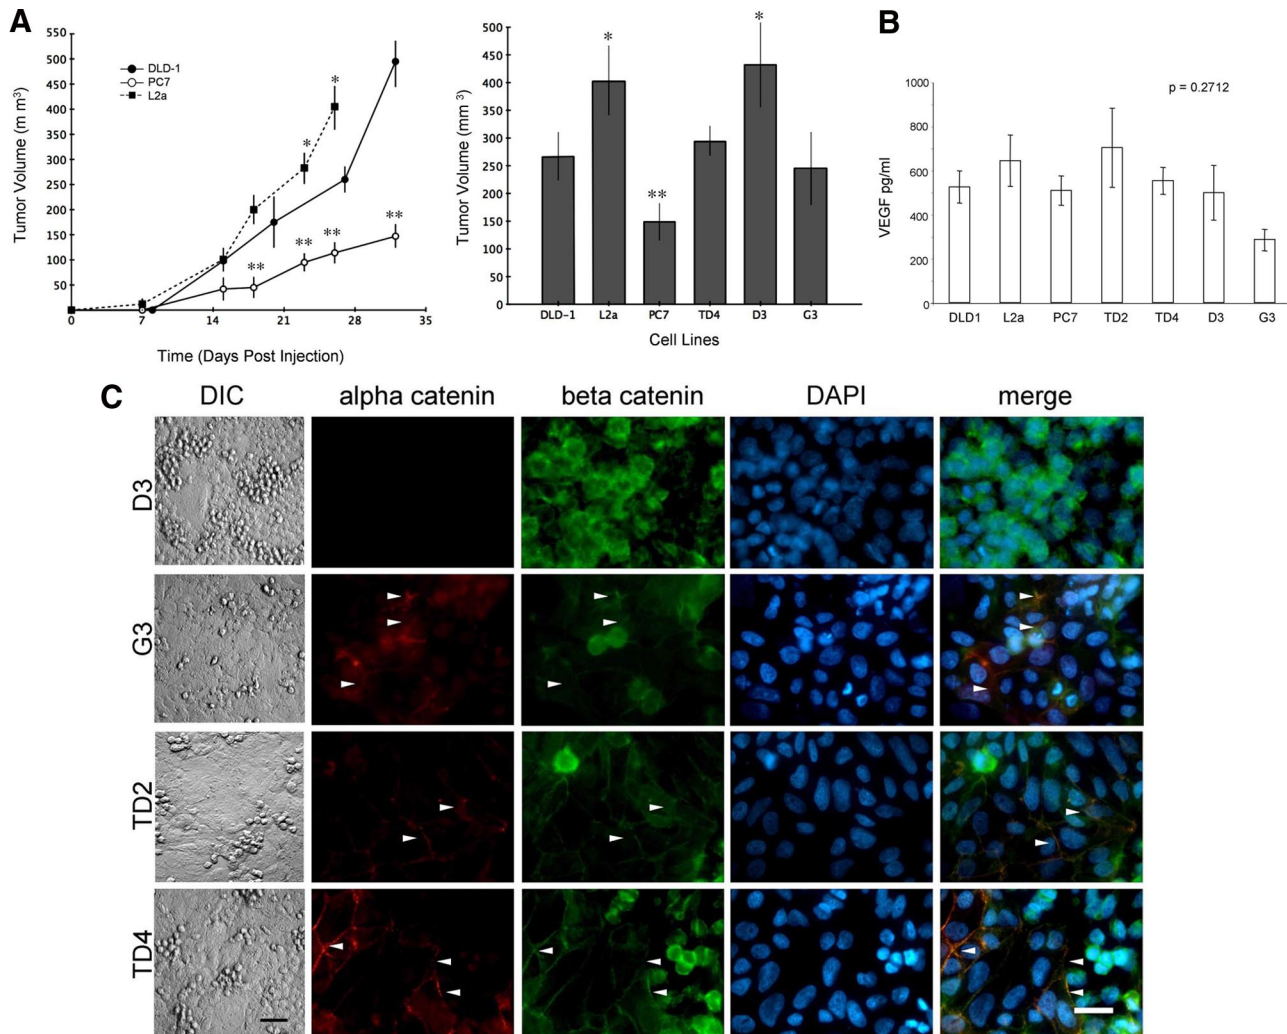 A
550
500
450
400
350
300
250
200
150
100
50
0 7 14 21 28 35
Tumor Volume (m m³)
Time (Days Post Injection)
DLD-1
PC7
L2a
*
*
**
**
**
**
500
450
400
350
300
250
200
150
100
50
0
Tumor Volume (mm ³)
*
**
*
DLD-1 L2a PC7 TD4 D3 G3
Cell Lines
B
p = 0.2712
1000
800
600
400
200
0
VEGF pg/ml
DLD1 L2a PC7 TD2 TD4 D3 G3
C
DIC alpha catenin beta catenin DAPI merge
D3
G3
TD2
TD4